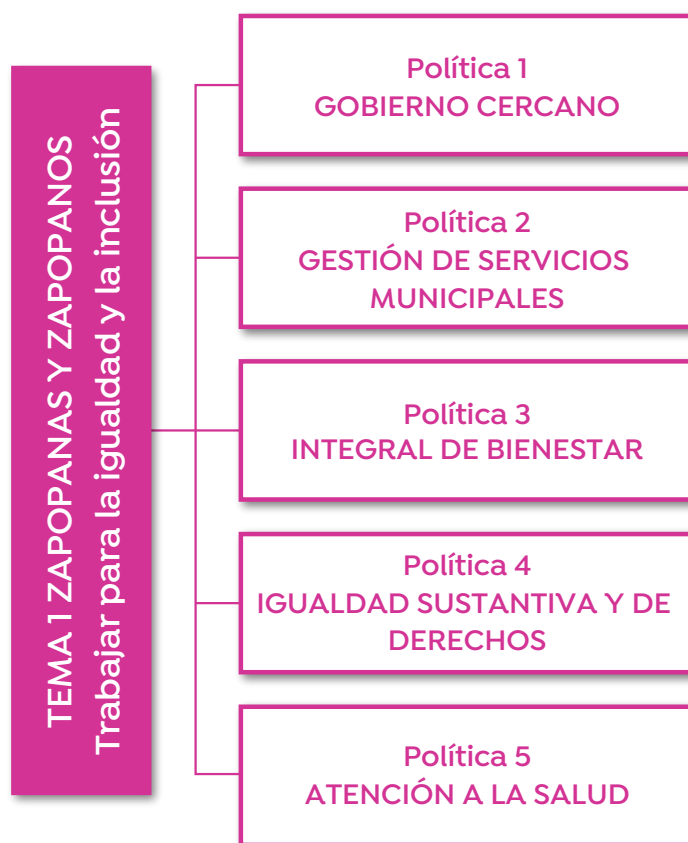 TEMA 1 ZAPOPANAS Y ZAPOPANOS
Trabajar para la igualdad y la inclusión
Política 1
GOBIERNO CERCANO
Política 2
GESTIÓN DE SERVICIOS
MUNICIPALES
Política 3
INTEGRAL DE BIENESTAR
Política 4
IGUALDAD SUSTANTIVA Y DE
DERECHOS
Política 5
ATENCIÓN A LA SALUD